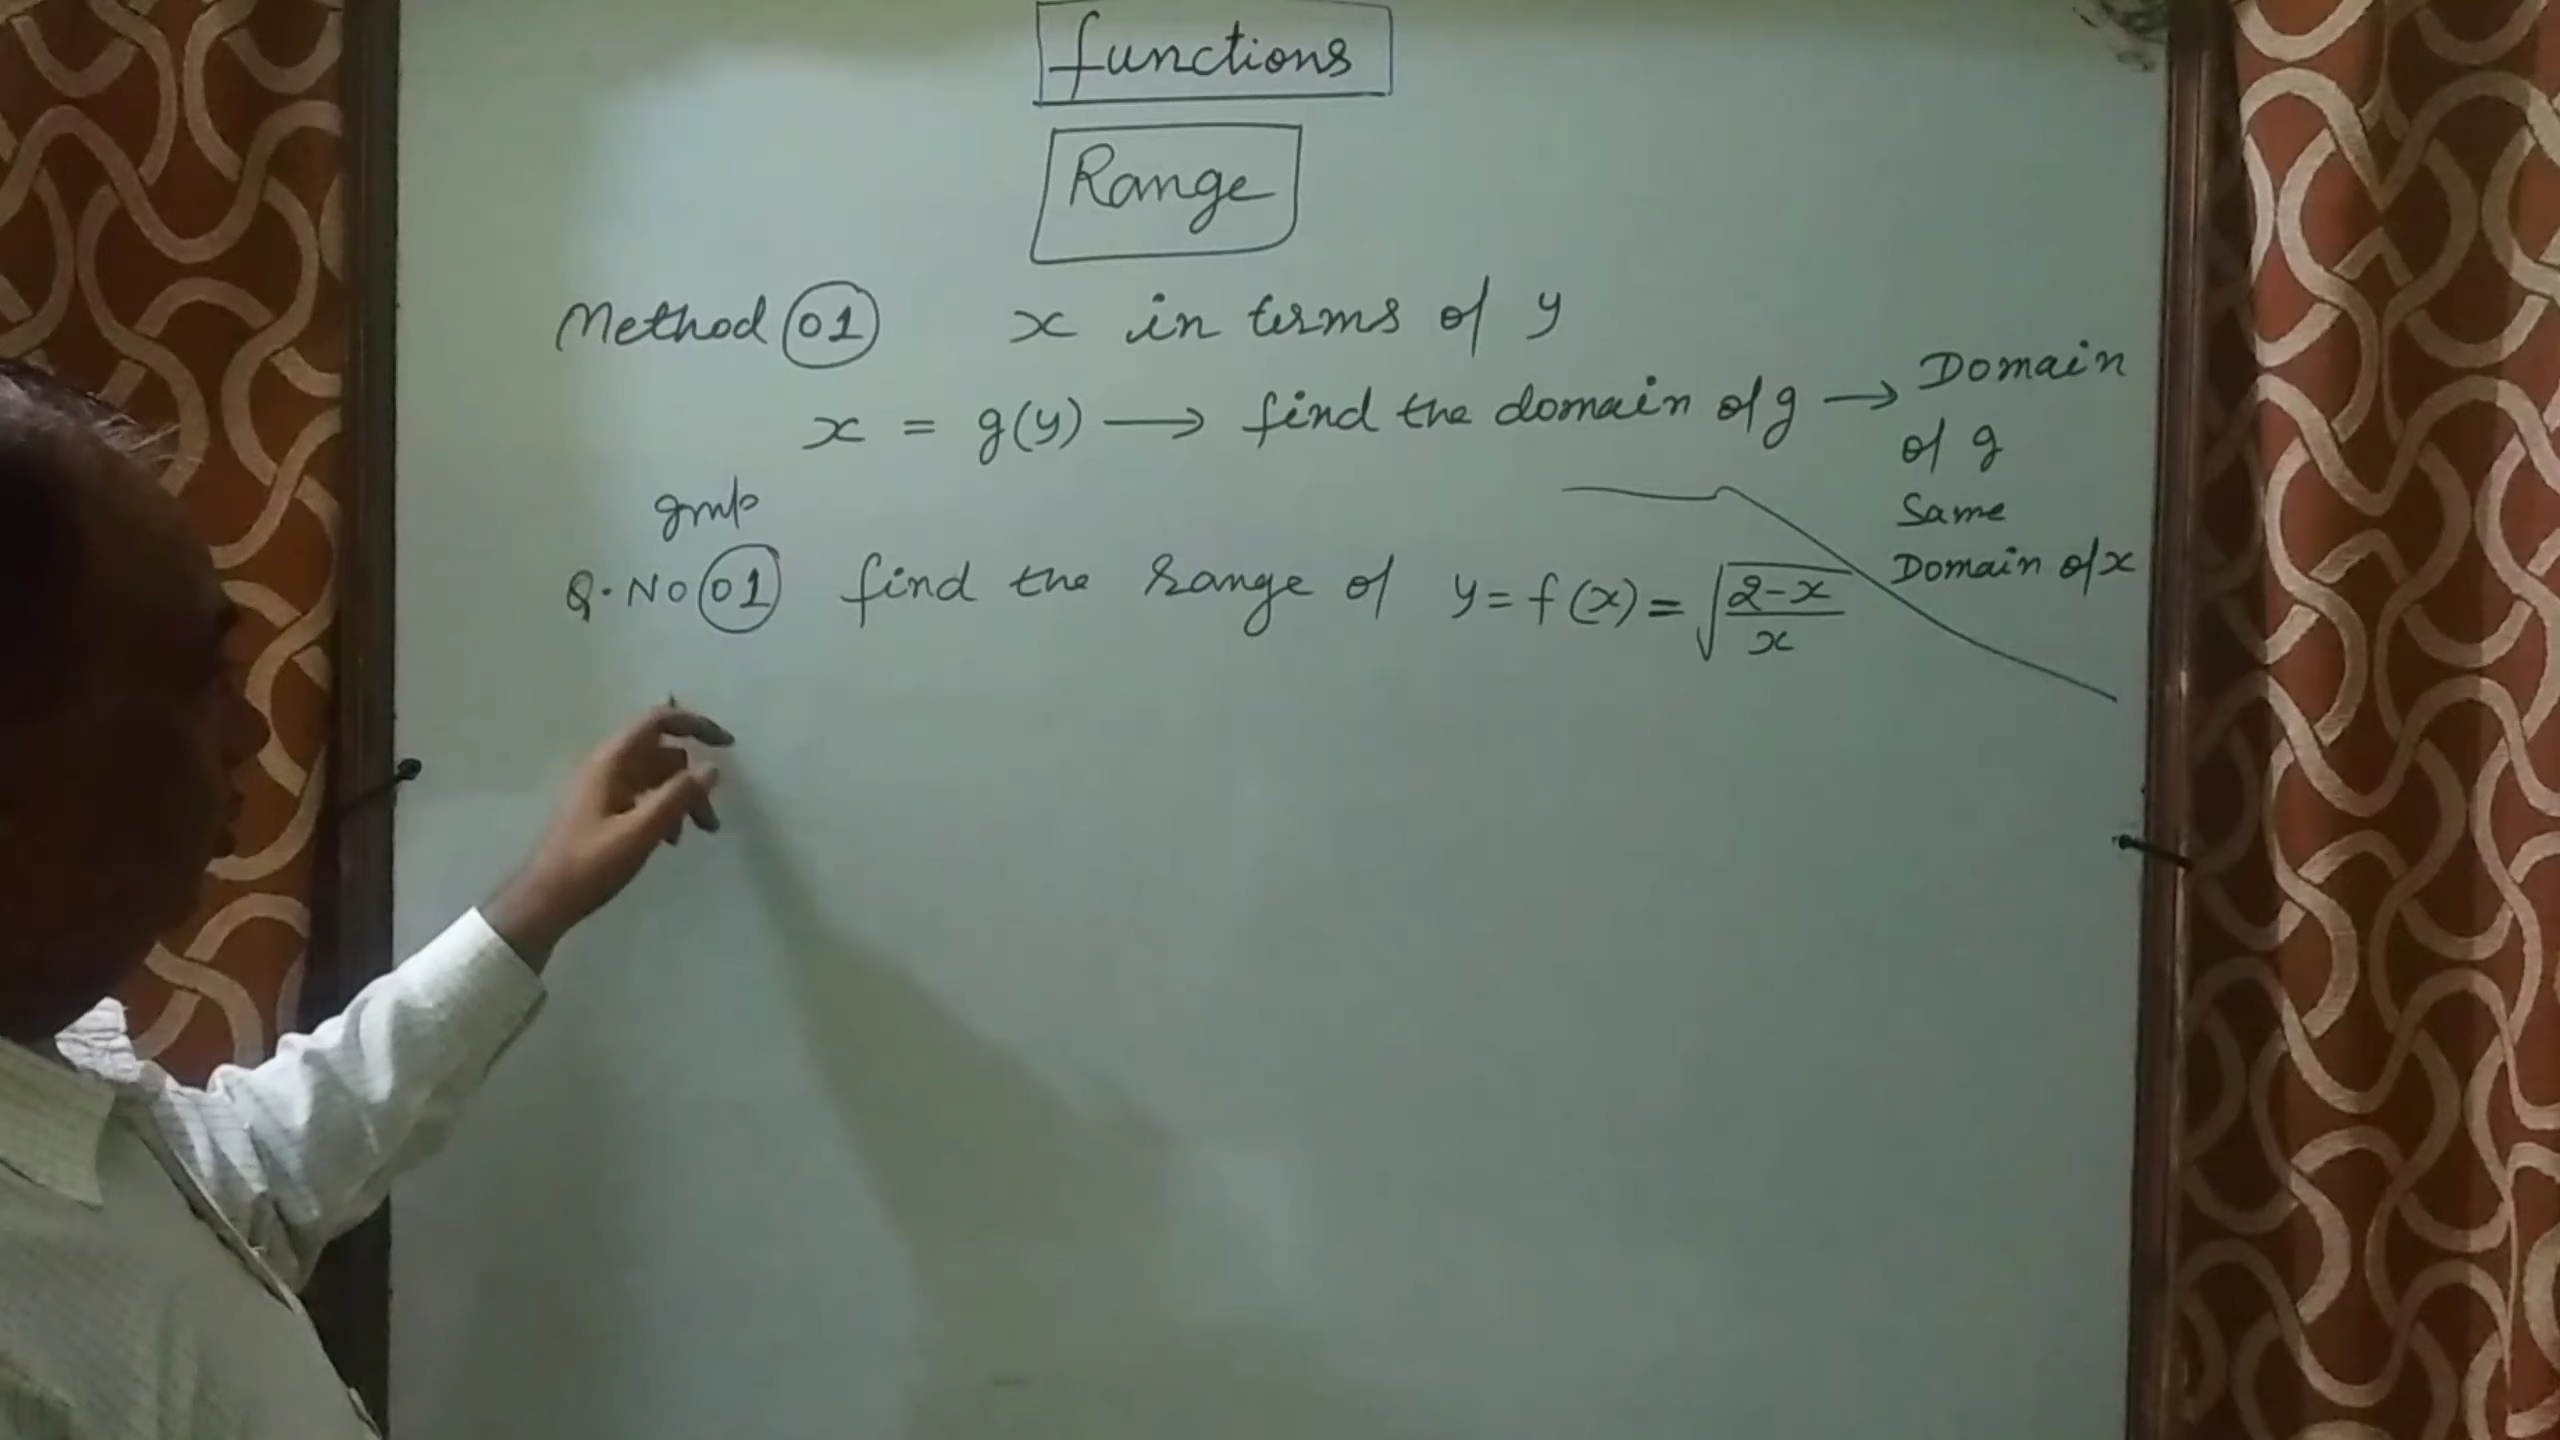 functions
Range
Method 01 x in terms of y
x = g(y) → find the domain of g → Domain
of g
Same
Domain of x
Imp
Q. No 01 find the range of y = f(x) = √((2-x)/x)